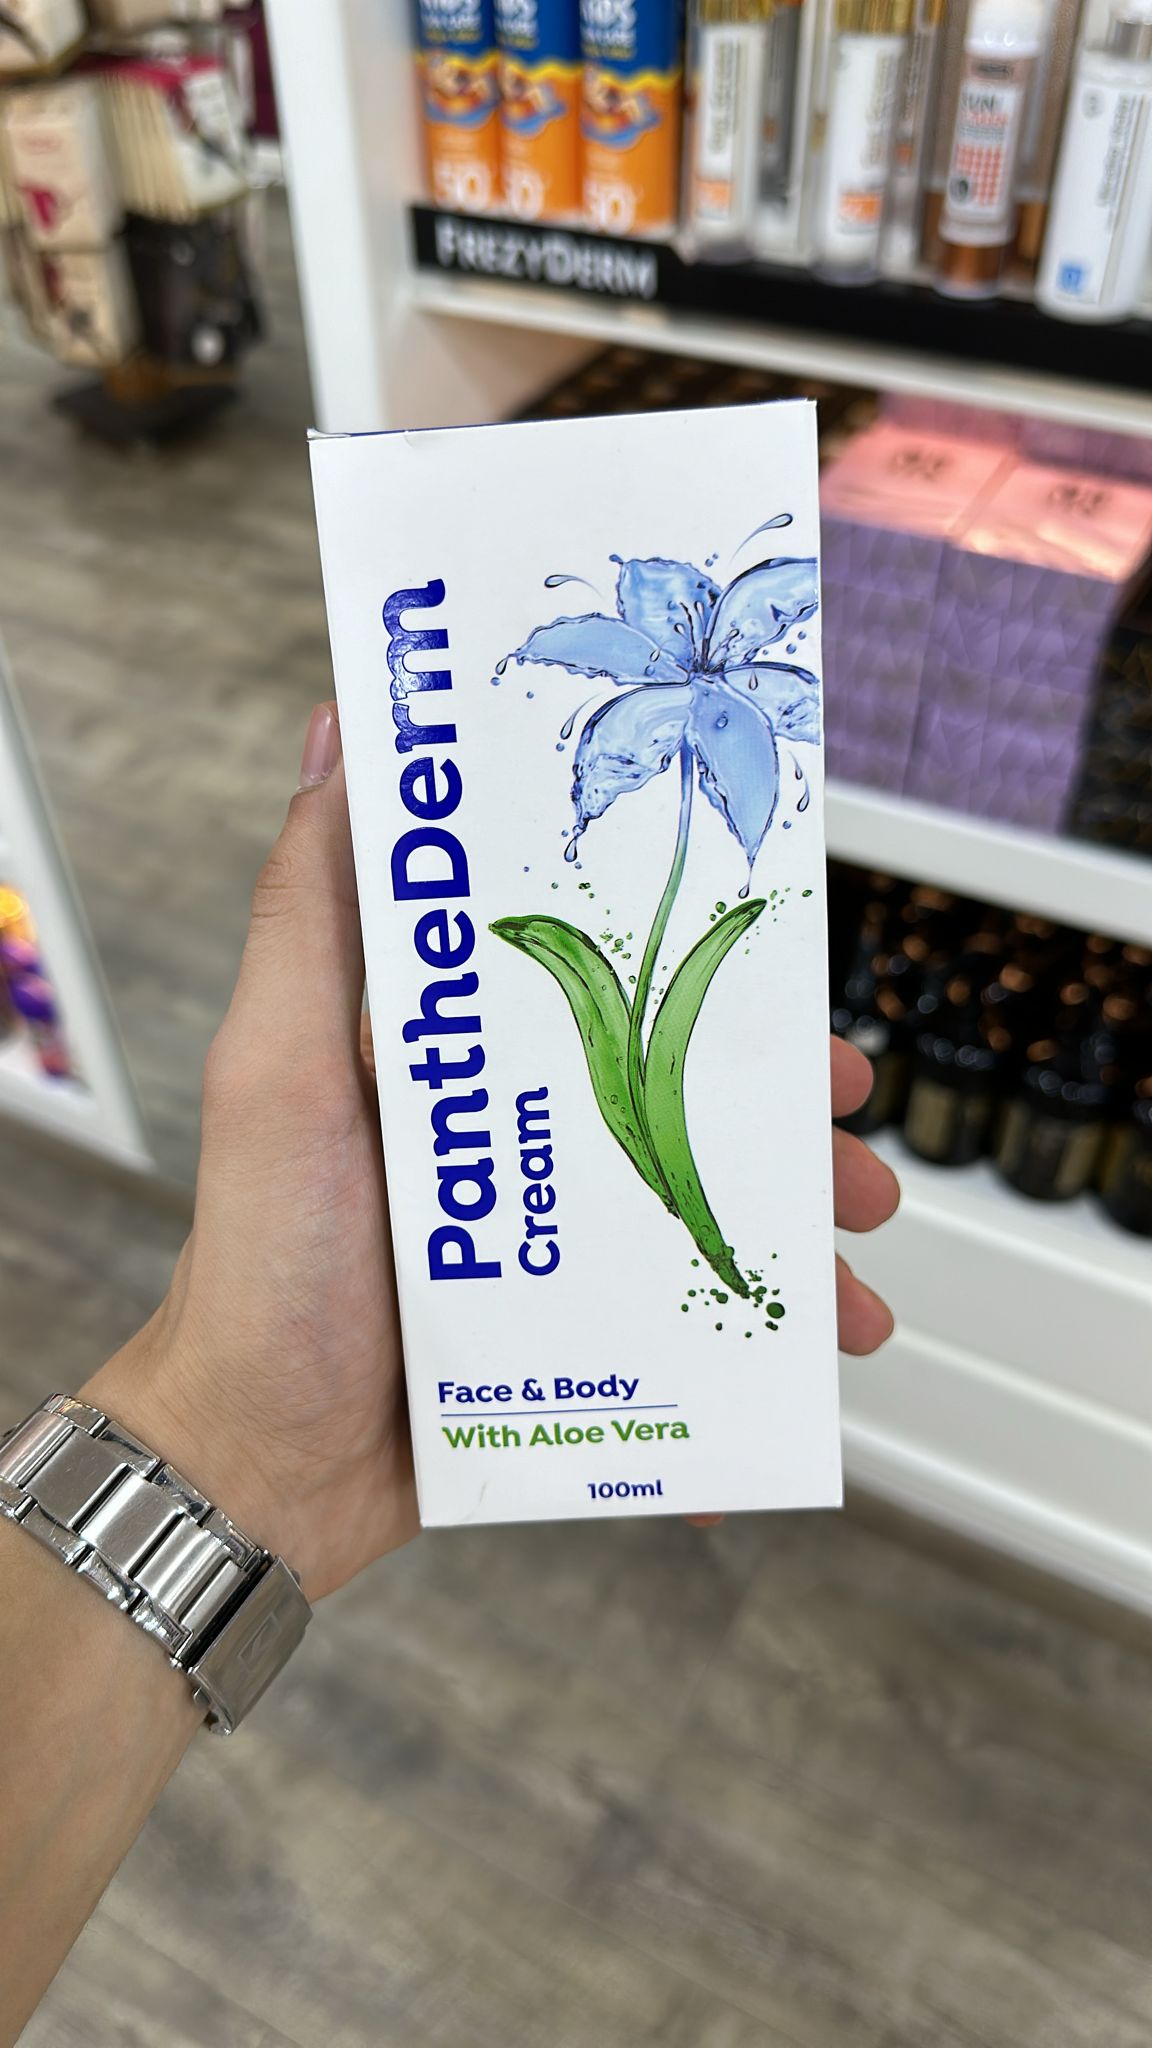 FREZYDERM
PantheDerm
Cream
Face & Body
With Aloe Vera
100ml